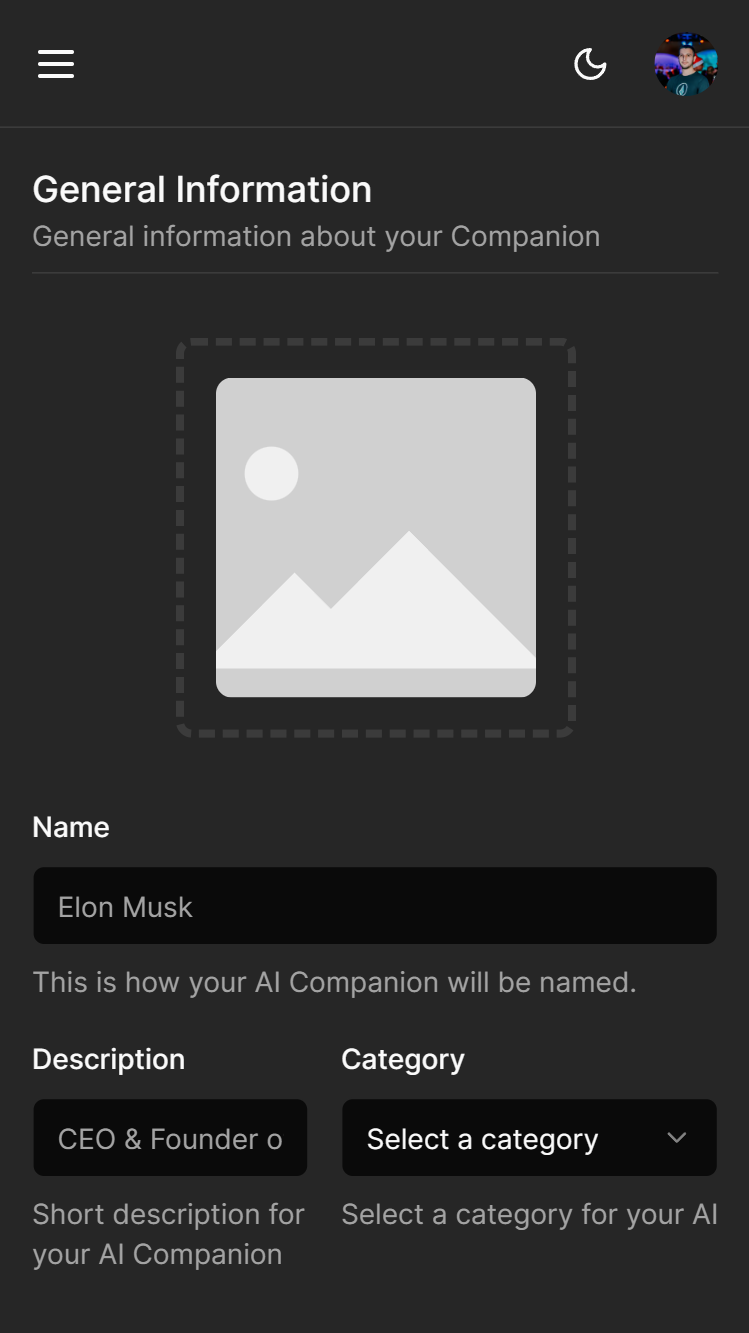 General Information
General information about your Companion
Name
Elon Musk
This is how your AI Companion will be named.
Description
Category
CEO & Founder o
Select a category
Short description for
your AI Companion
Select a category for your AI